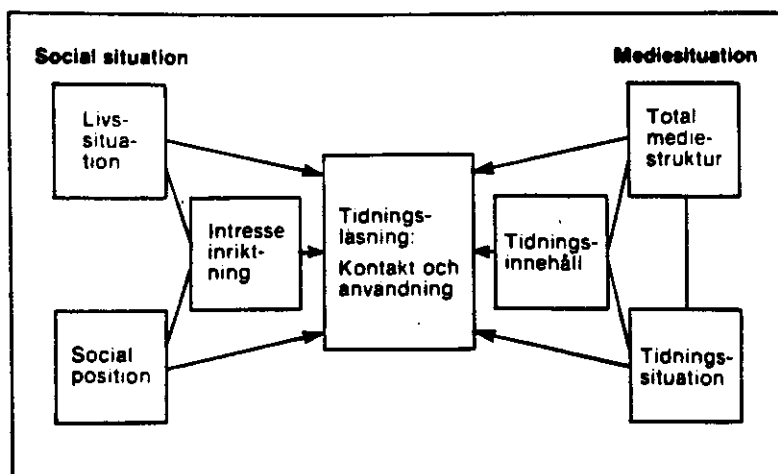 Social situation
Mediesituation
Livs-
situa-
tion
Total
medie-
struktur
Intresse
inrikt-
ning
Tidnings-
läsning:
Kontakt och
användning
Tidnings-
innehåll
Social
position
Tidnings-
situation